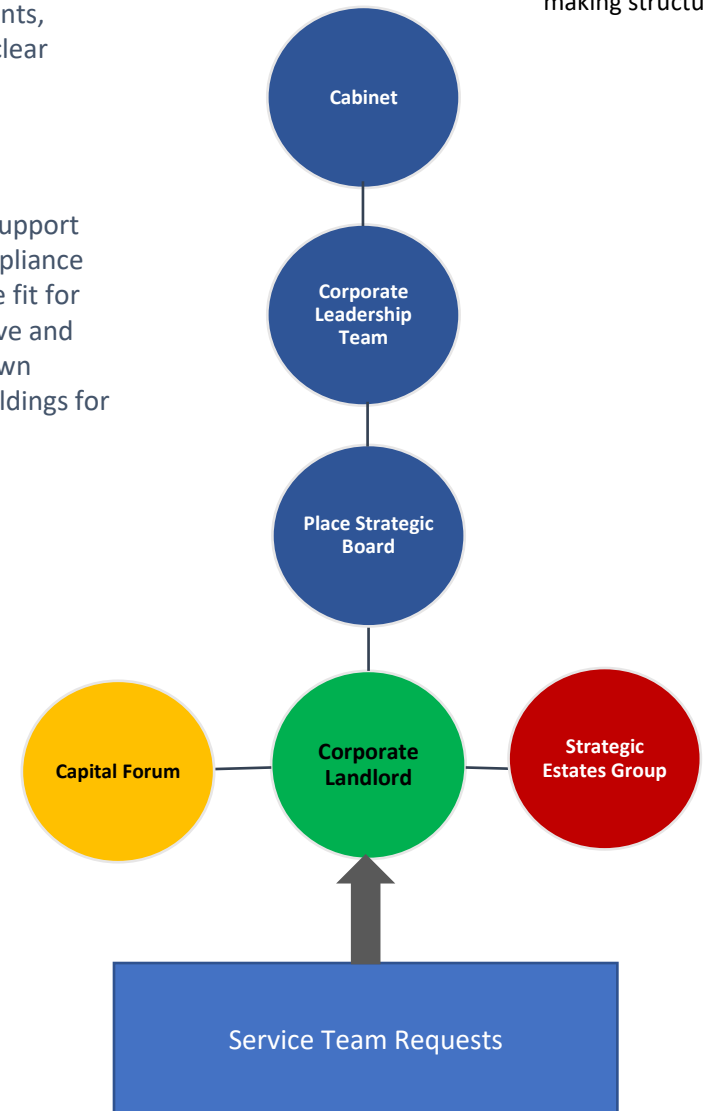 nts,
clear
making structu
upport
pliance
e fit for
ve and
wn
ldings for
Cabinet
Corporate
Leadership
Team
Place Strategic
Board
Capital Forum
Corporate
Landlord
Strategic
Estates Group
Service Team Requests